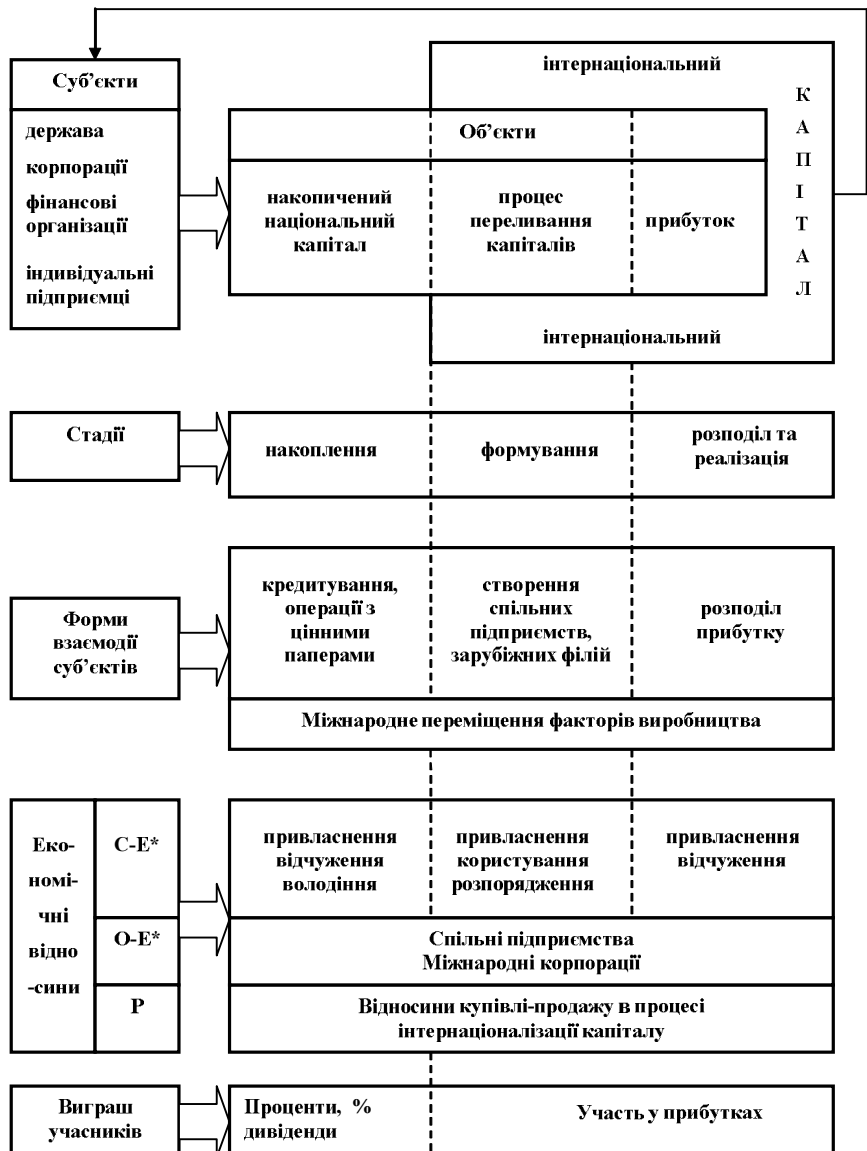 інтернаціональний
Суб’єкти
К
А
П
І
Т
А
Л
держава
корпорації
фінансові
організації
індивідуальні
підприємці
Об’єкти
накопичений
національний
капітал
процес
переливання
капіталів
прибуток
інтернаціональний
Стадії
накоплення
формування
розподіл та
реалізація
Форми
взаємодії
суб’єктів
кредитування,
операції з
цінними
паперами
створення
спільних
підприємств,
зарубіжних філій
розподіл
прибутку
Міжнародне переміщення факторів виробництва
Еко-
номі-
чні
відно
-сини
С-Е*
привласнення
відчуження
володіння
привласнення
користування
розпорядження
привласнення
відчуження
О-Е*
Спільні підприємства
Міжнародні корпорації
Р
Відносини купівлі-продажу в процесі
інтернаціоналізації капіталу
Виграш
учасників
Проценти, %
дивіденди
Участь у прибутках